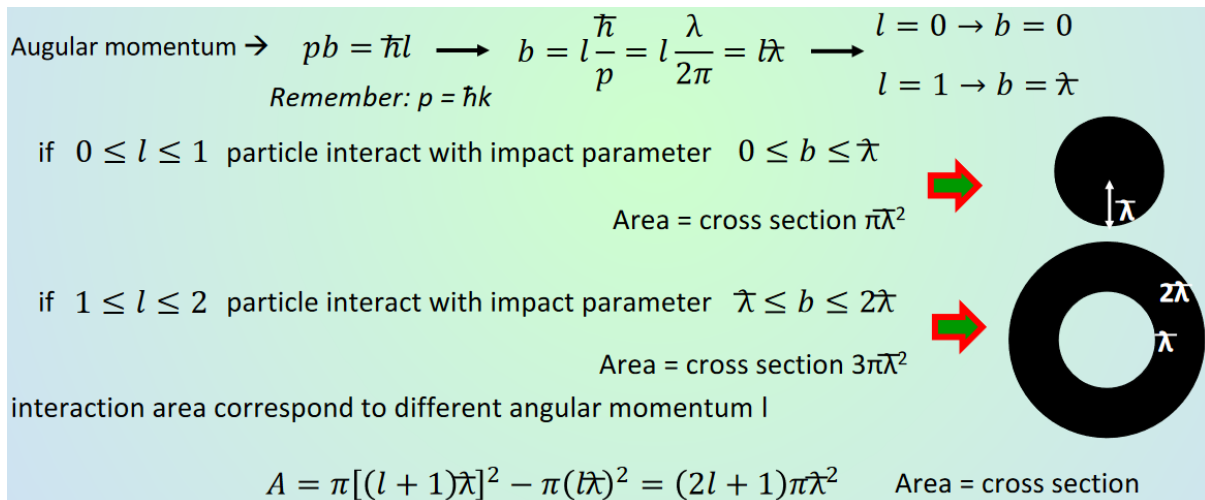 Augular momentum → pb = ħl ⟶ b = l ħ/p = l λ/2π = lƛ ⟶ l = 0 → b = 0
l = 1 → b = ƛ
Remember: p = ħk
if 0 ≤ l ≤ 1 particle interact with impact parameter 0 ≤ b ≤ ƛ
ƛ
Area = cross section πƛ²
if 1 ≤ l ≤ 2 particle interact with impact parameter ƛ ≤ b ≤ 2ƛ
2ƛ
ƛ
Area = cross section 3πƛ²
interaction area correspond to different angular momentum l
A = π[(l + 1)ƛ]² − π(lƛ)² = (2l + 1)πƛ² Area = cross section